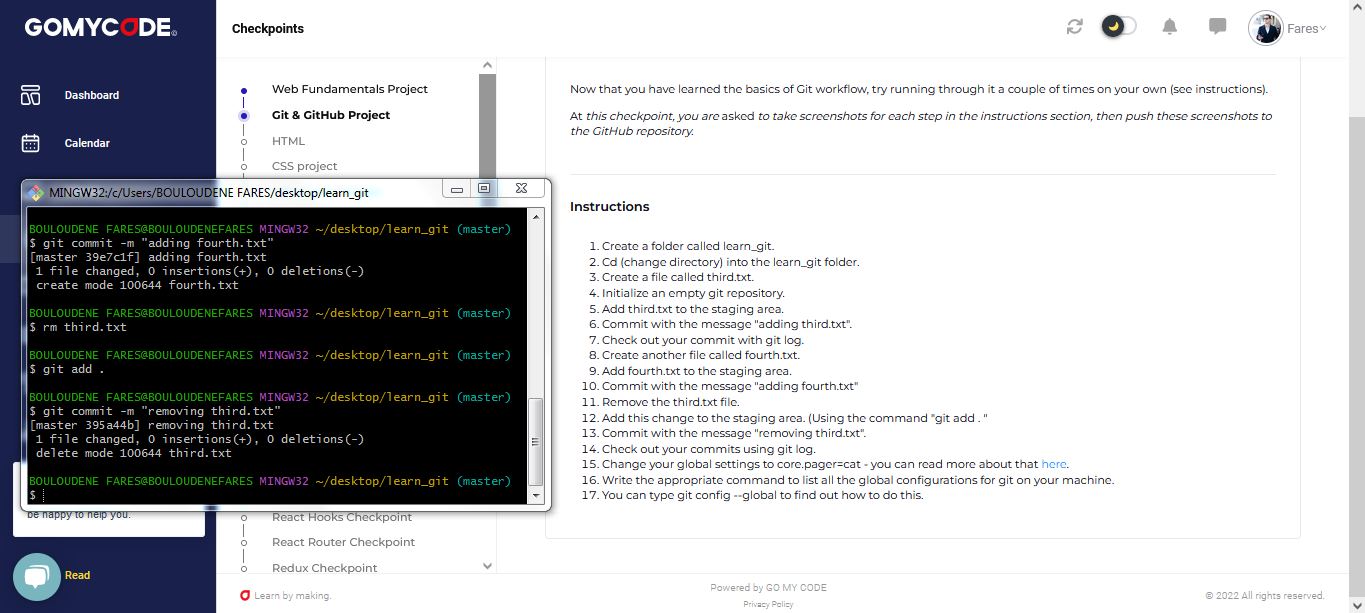 GOMYCODE
Checkpoints
Fares
Dashboard
Calendar
Web Fundamentals Project
Git & GitHub Project
HTML
CSS project
Now that you have learned the basics of Git workflow, try running through it a couple of times on your own (see instructions).
At this checkpoint, you are asked to take screenshots for each step in the instructions section, then push these screenshots to
the GitHub repository.
Instructions
1. Create a folder called learn_git.
2. Cd (change directory) into the learn_git folder.
3. Create a file called third.txt.
4. Initialize an empty git repository.
5. Add third.txt to the staging area.
6. Commit with the message "adding third.txt".
7. Check out your commit with git log.
8. Create another file called fourth.txt.
9. Add fourth.txt to the staging area.
10. Commit with the message "adding fourth.txt"
11. Remove the third.txt file.
12. Add this change to the staging area. (Using the command "git add . "
13. Commit with the message "removing third.txt".
14. Check out your commits using git log.
15. Change your global settings to core.pager=cat - you can read more about that here.
16. Write the appropriate command to list all the global configurations for git on your machine.
17. You can type git config --global to find out how to do this.
MINGW32:/c/Users/BOULOUDENE FARES/desktop/learn_git
BOULOUDENE FARES@BOULOUDENEFARES MINGW32 ~/desktop/learn_git (master)
$ git commit -m "adding fourth.txt"
[master 39e7c1f] adding fourth.txt
1 file changed, 0 insertions(+), 0 deletions(-)
create mode 100644 fourth.txt
BOULOUDENE FARES@BOULOUDENEFARES MINGW32 ~/desktop/learn_git (master)
$ rm third.txt
BOULOUDENE FARES@BOULOUDENEFARES MINGW32 ~/desktop/learn_git (master)
$ git add .
BOULOUDENE FARES@BOULOUDENEFARES MINGW32 ~/desktop/learn_git (master)
$ git commit -m "removing third.txt"
[master 395a44b] removing third.txt
1 file changed, 0 insertions(+), 0 deletions(-)
delete mode 100644 third.txt
BOULOUDENE FARES@BOULOUDENEFARES MINGW32 ~/desktop/learn_git (master)
$
be happy to help you.
React Hooks Checkpoint
React Router Checkpoint
Redux Checkpoint
Read
Learn by making.
Powered by GO MY CODE
Privacy Policy
© 2022 All rights reserved.